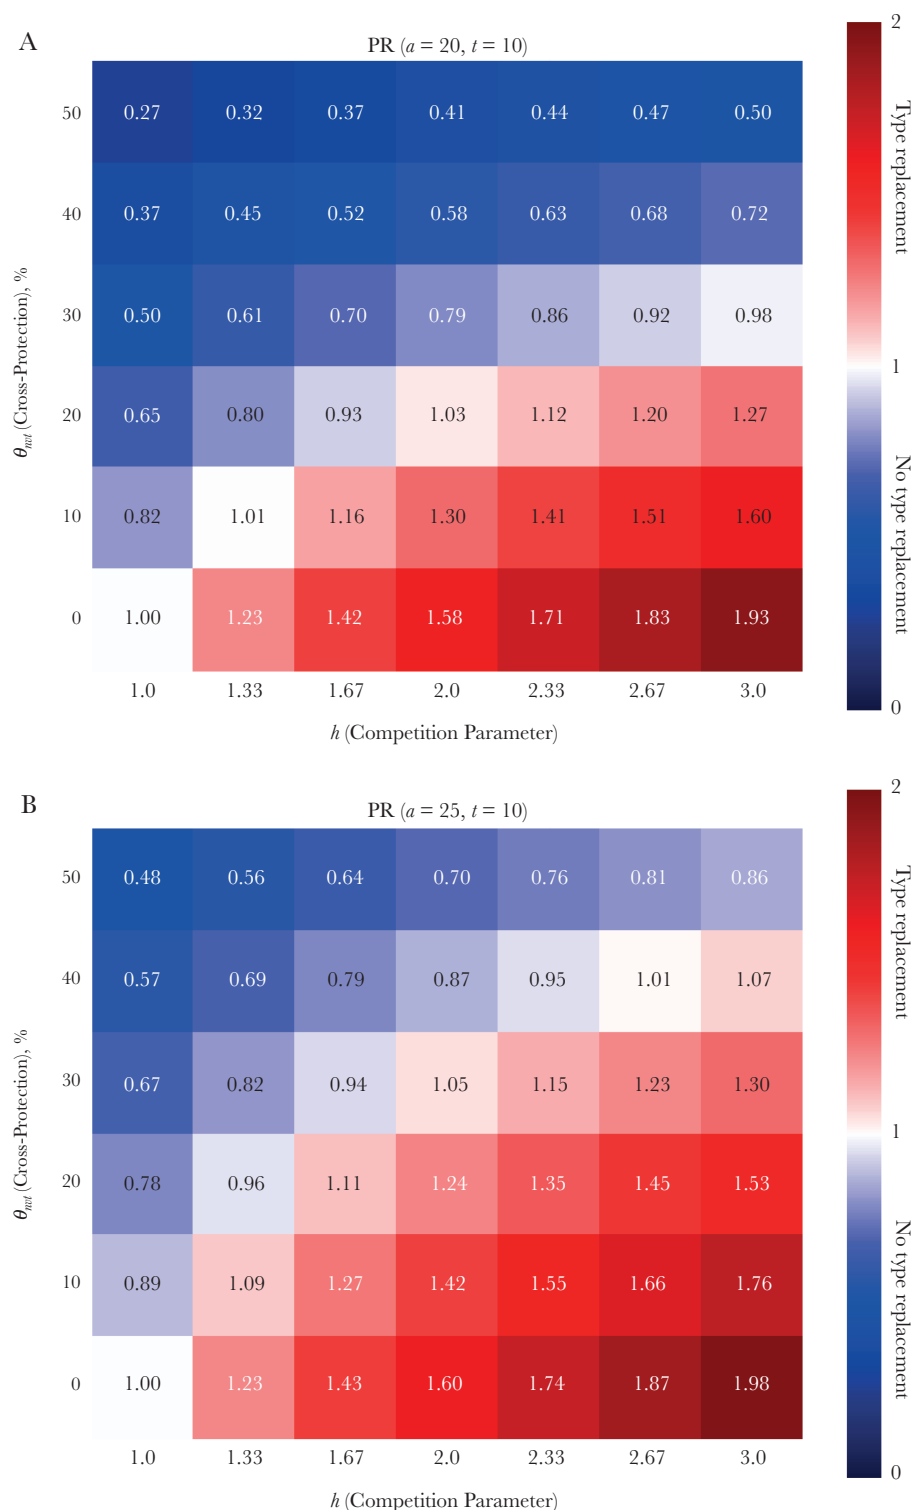 A
PR (a = 20, t = 10)
2
50 0.27 0.32 0.37 0.41 0.44 0.47 0.50
40 0.37 0.45 0.52 0.58 0.63 0.68 0.72
30 0.50 0.61 0.70 0.79 0.86 0.92 0.98
20 0.65 0.80 0.93 1.03 1.12 1.20 1.27
10 0.82 1.01 1.16 1.30 1.41 1.51 1.60
0 1.00 1.23 1.42 1.58 1.71 1.83 1.93
1.0 1.33 1.67 2.0 2.33 2.67 3.0
h (Competition Parameter)
θnvt (Cross-Protection), %
Type replacement
1
No type replacement
0
B
PR (a = 25, t = 10)
2
50 0.48 0.56 0.64 0.70 0.76 0.81 0.86
40 0.57 0.69 0.79 0.87 0.95 1.01 1.07
30 0.67 0.82 0.94 1.05 1.15 1.23 1.30
20 0.78 0.96 1.11 1.24 1.35 1.45 1.53
10 0.89 1.09 1.27 1.42 1.55 1.66 1.76
0 1.00 1.23 1.43 1.60 1.74 1.87 1.98
1.0 1.33 1.67 2.0 2.33 2.67 3.0
h (Competition Parameter)
θnvt (Cross-Protection), %
Type replacement
1
No type replacement
0